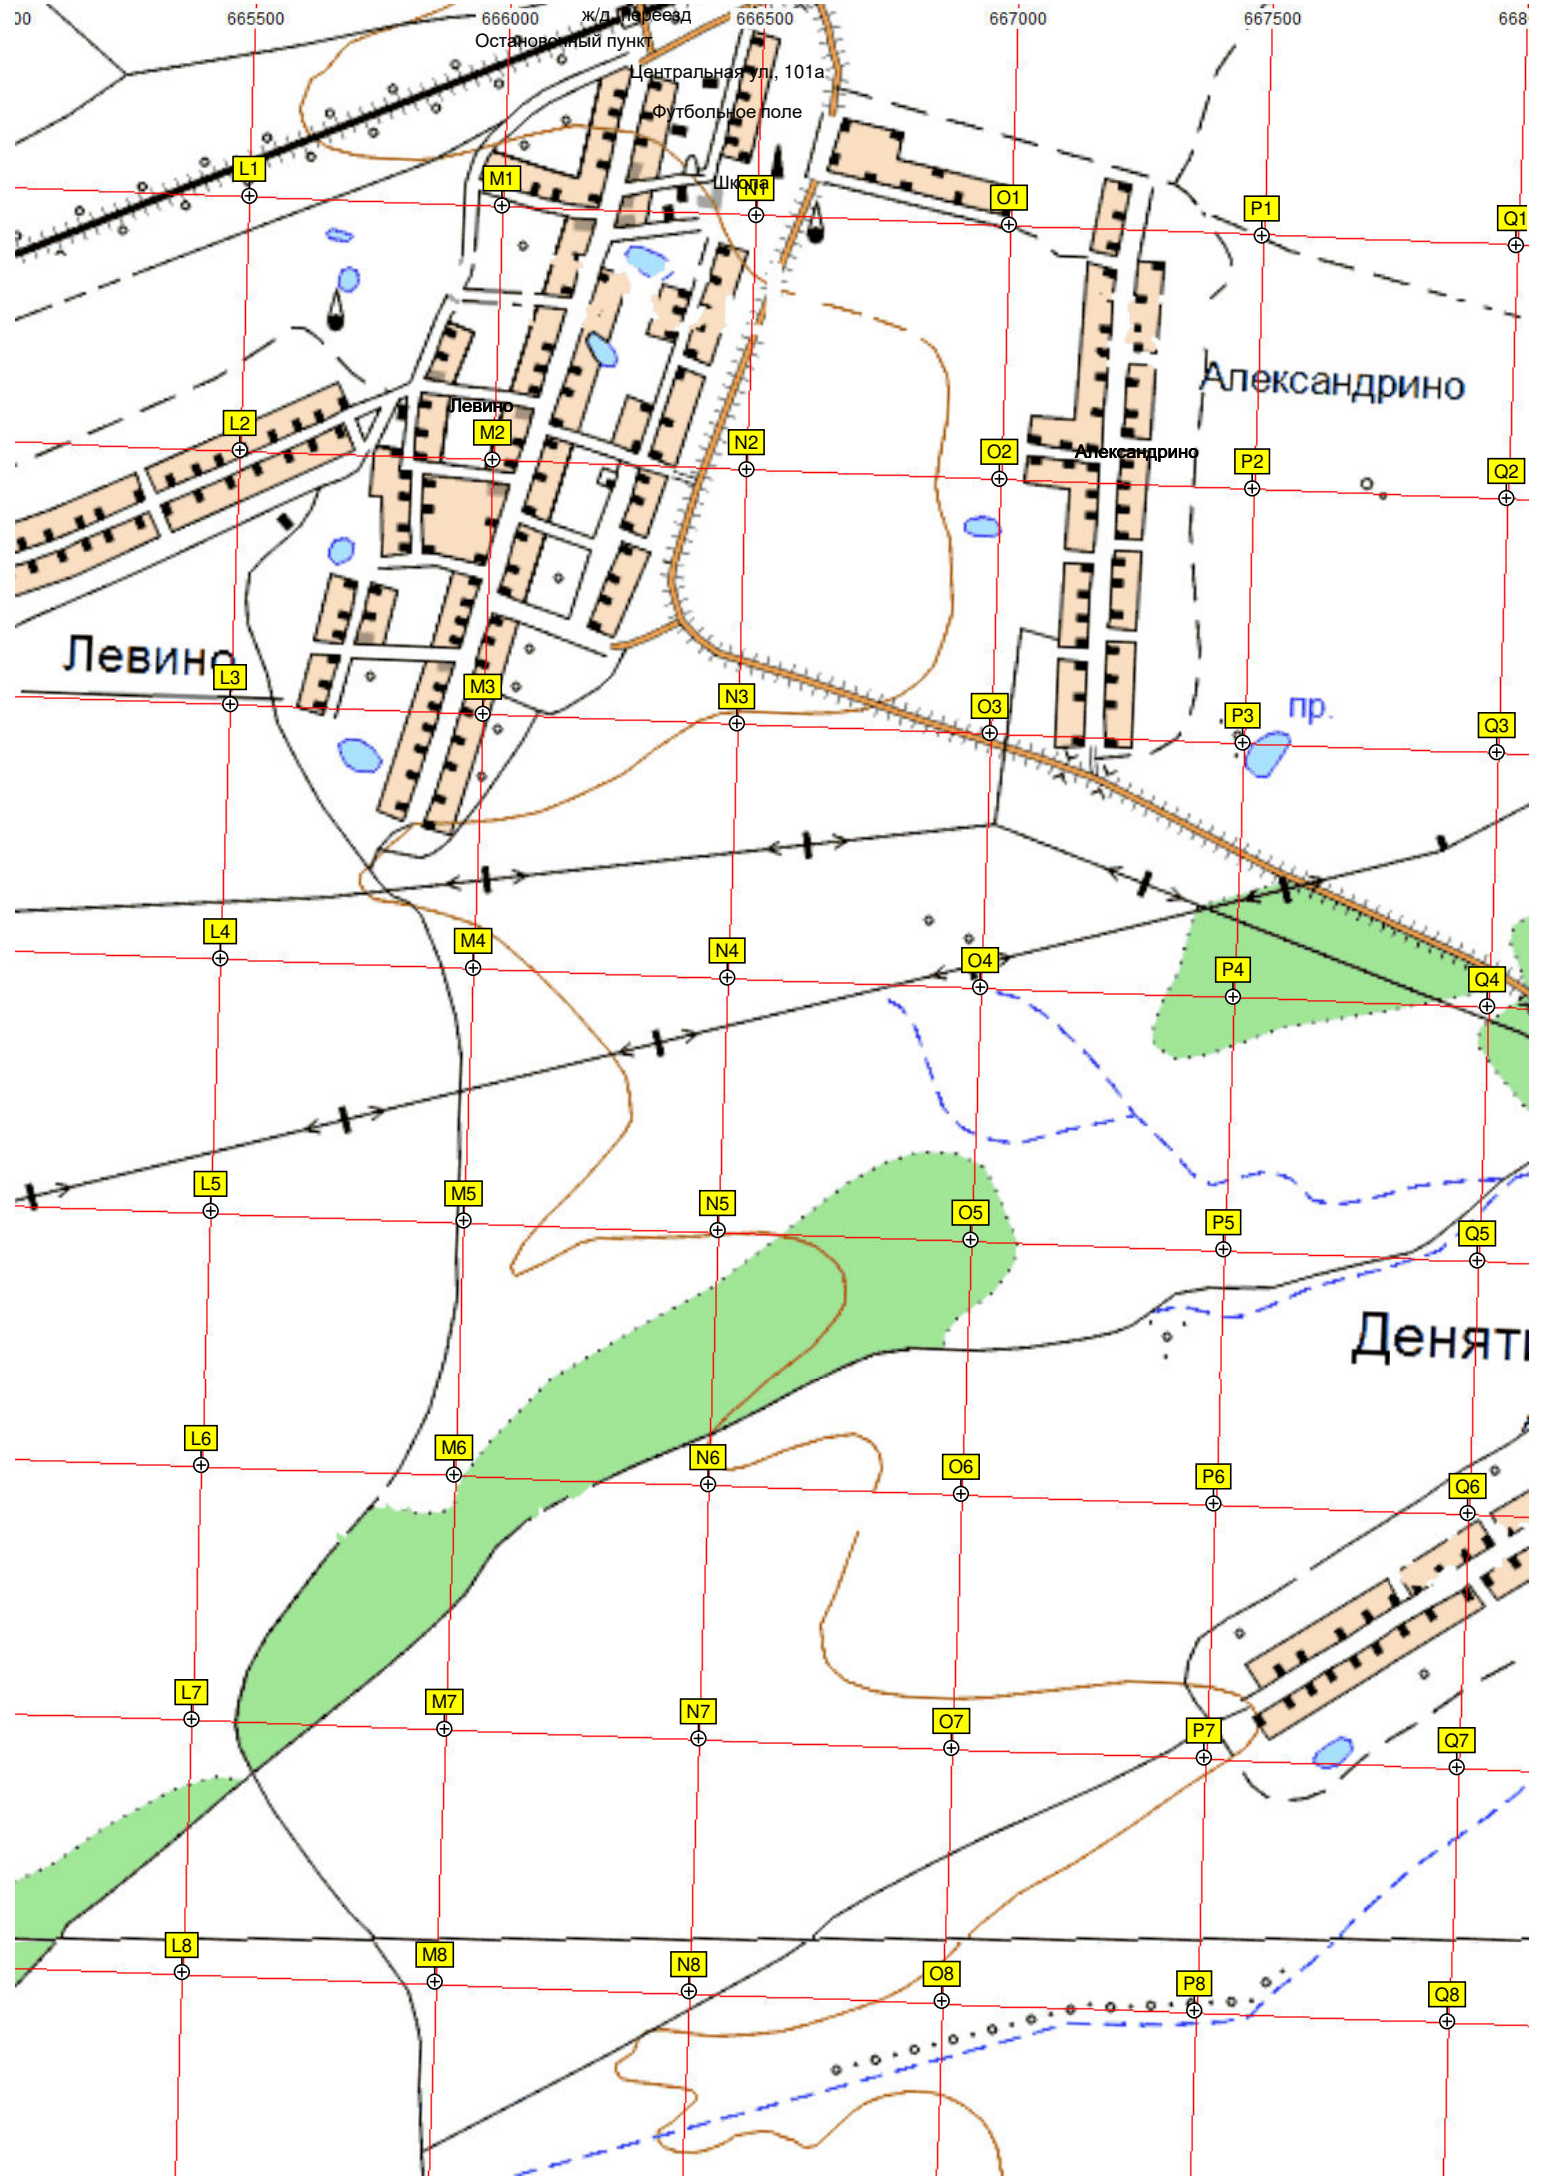 ж/д. переезд
00 665500 666000 666500 667000 667500 668
Остановочный пункт
Центральная ул., 101а
Футбольное поле
L1 M1 Школа N1 O1 P1 Q1
Александрино
Левино
L2 M2 N2 O2 Александрино P2 Q2
Левино
L3 M3 N3 O3 P3 пр. Q3
L4 M4 N4 O4 P4 Q4
L5 M5 N5 O5 P5 Q5
Деняти
L6 M6 N6 O6 P6 Q6
L7 M7 N7 O7 P7 Q7
L8 M8 N8 O8 P8 Q8